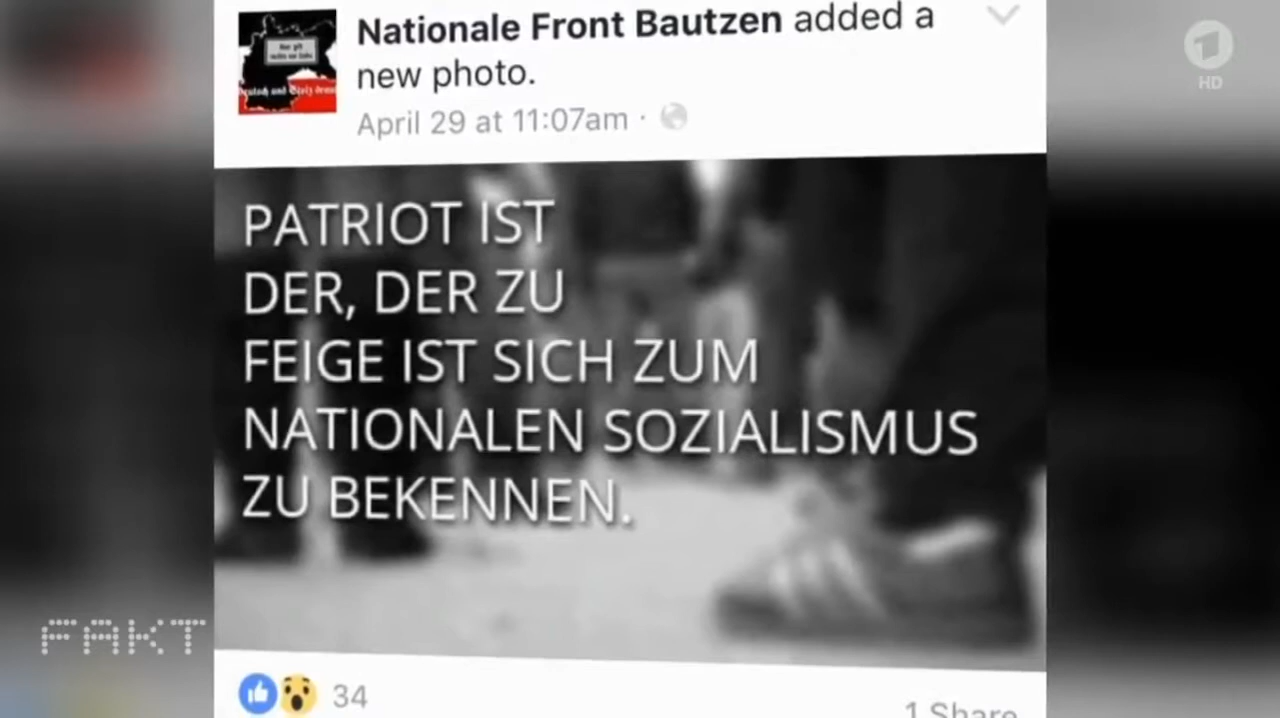 Nationale Front Bautzen added a
new photo.
April 29 at 11:07am ·
HD
PATRIOT IST
DER, DER ZU
FEIGE IST SICH ZUM
NATIONALEN SOZIALISMUS
ZU BEKENNEN.
FAKT
34
1 Share